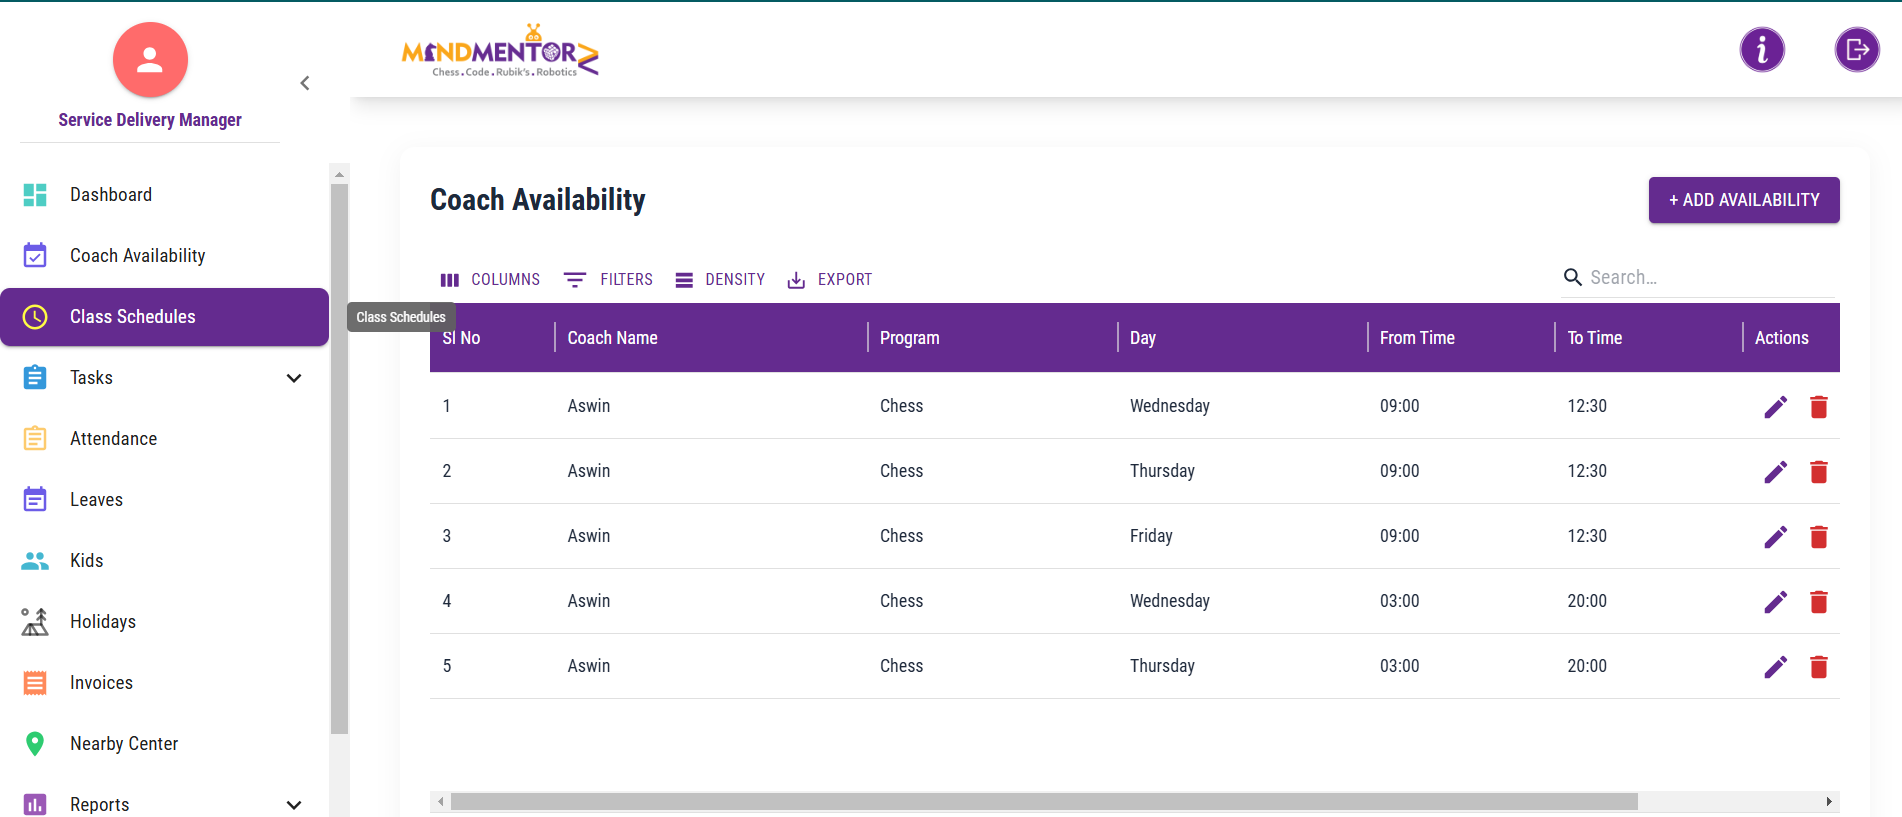 Service Delivery Manager
Dashboard
Coach Availability
Class Schedules
Tasks
Attendance
Leaves
Kids
Holidays
Invoices
Nearby Center
Reports
MINDMENTORZ
Chess.Code.Rubik's.Robotics
i
Coach Availability
+ ADD AVAILABILITY
COLUMNS FILTERS DENSITY EXPORT
Search...
Class Schedules
Sl No Coach Name Program Day From Time To Time Actions
1 Aswin Chess Wednesday 09:00 12:30
2 Aswin Chess Thursday 09:00 12:30
3 Aswin Chess Friday 09:00 12:30
4 Aswin Chess Wednesday 03:00 20:00
5 Aswin Chess Thursday 03:00 20:00